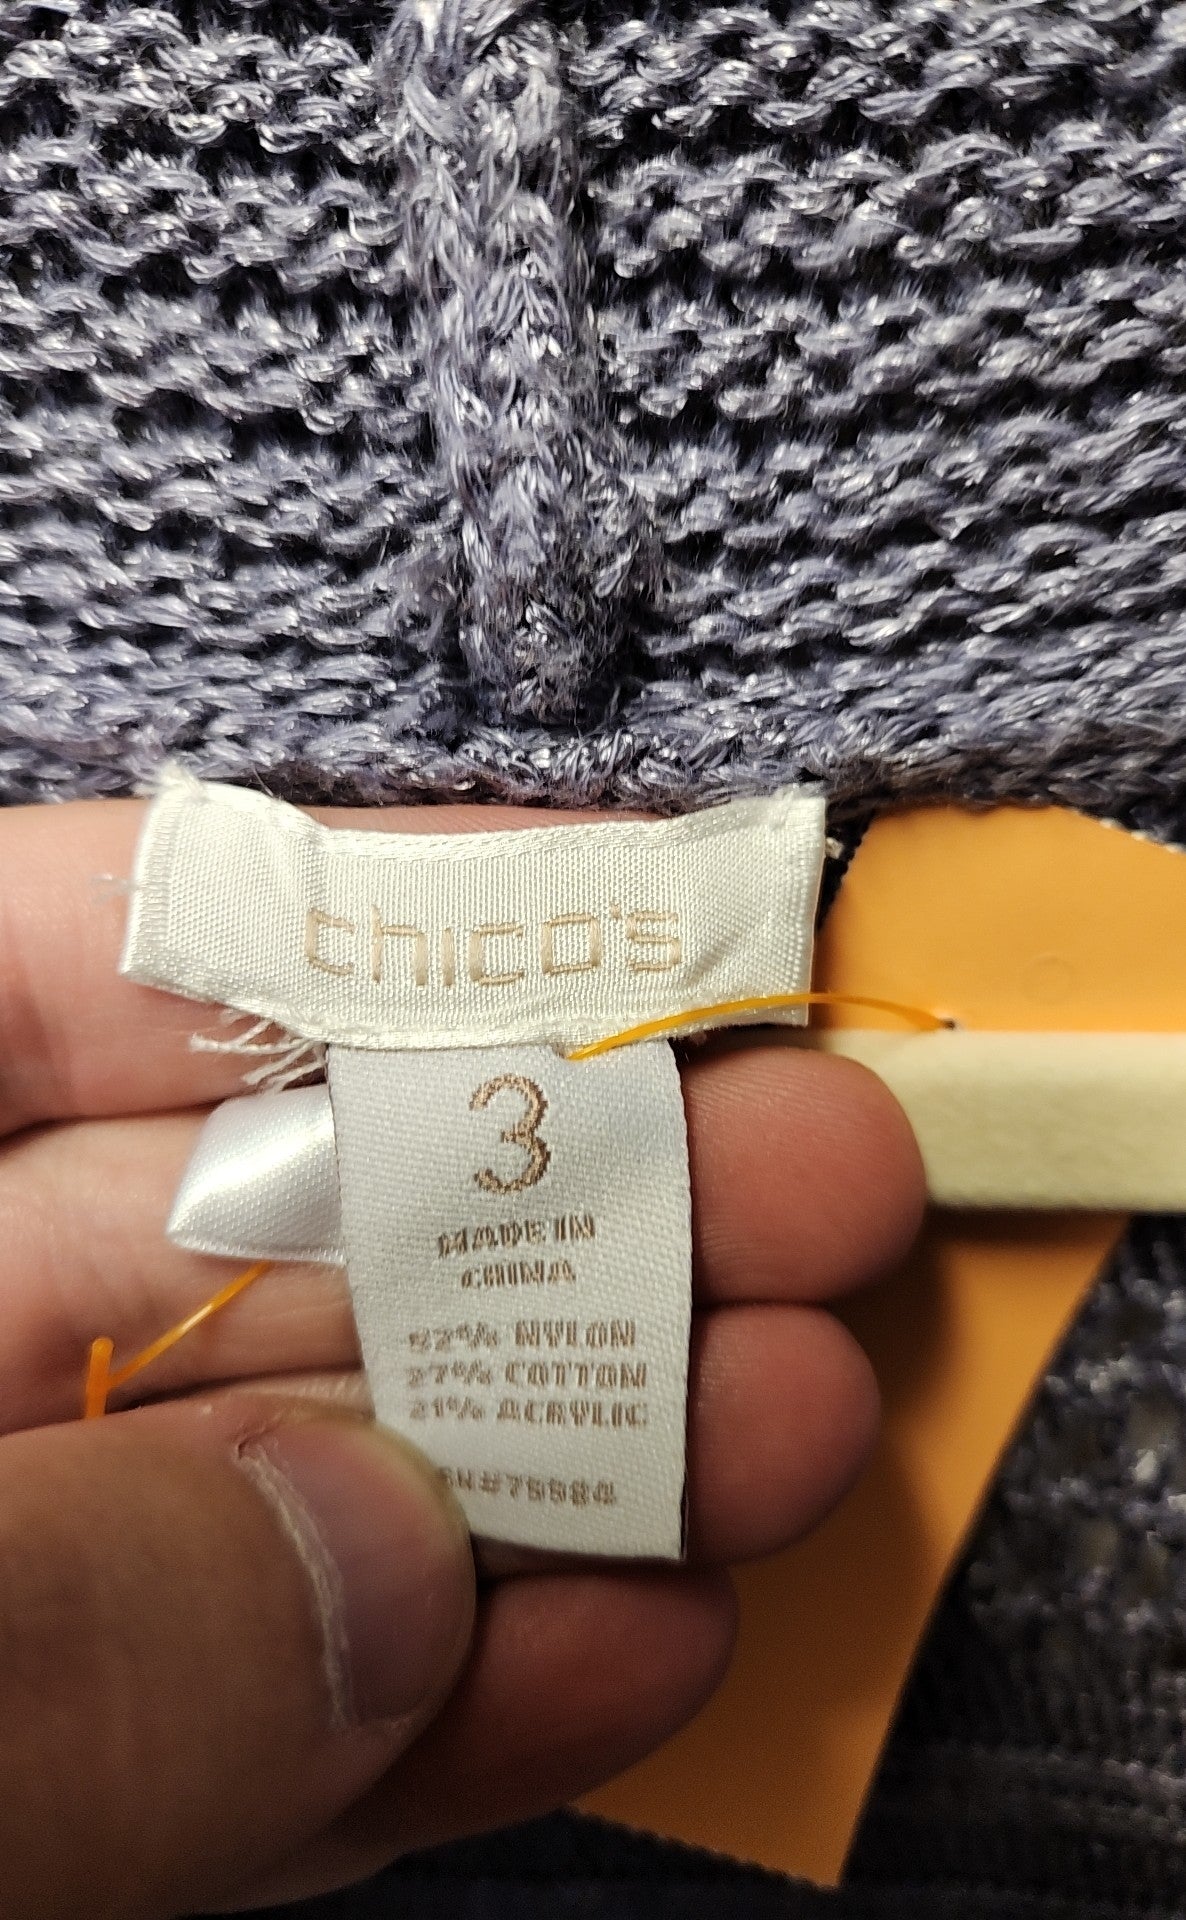 chico's
3
MADE IN
CHINA
52% NYLON
27% COTTON
21% ACRYLIC